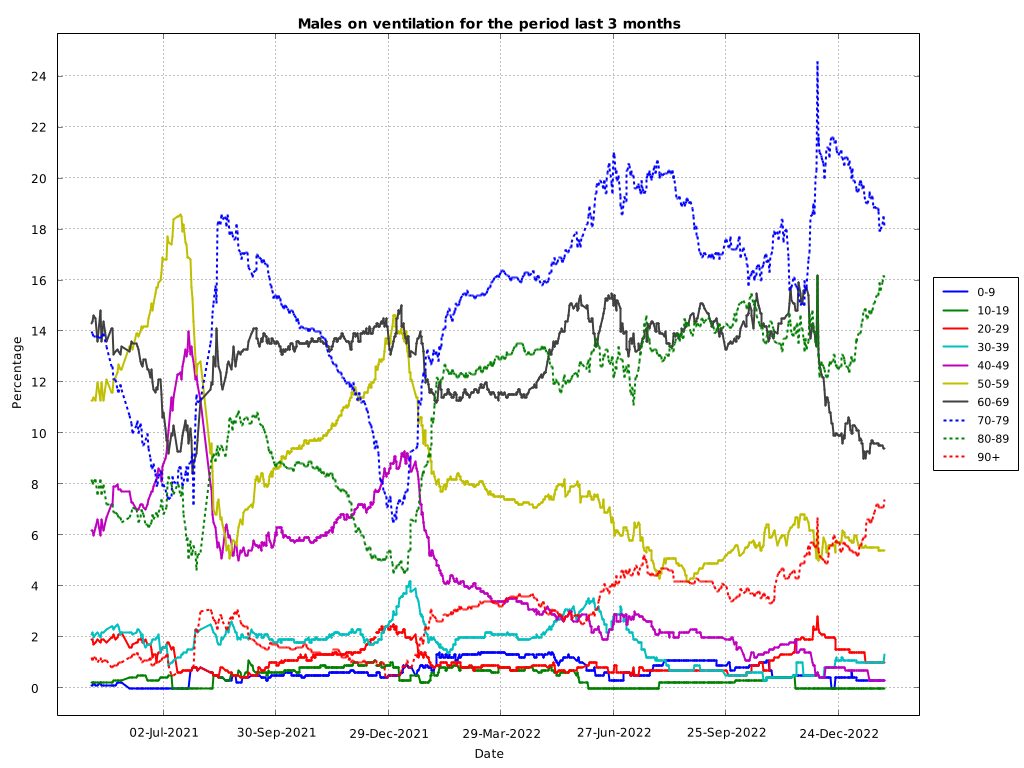 Males on ventilation for the period last 3 months
24
22
20
18
16
14
12
10
8
6
4
2
0
Percentage
02-Jul-2021
30-Sep-2021
29-Dec-2021
29-Mar-2022
27-Jun-2022
25-Sep-2022
24-Dec-2022
Date
0-9
10-19
20-29
30-39
40-49
50-59
60-69
70-79
80-89
90+